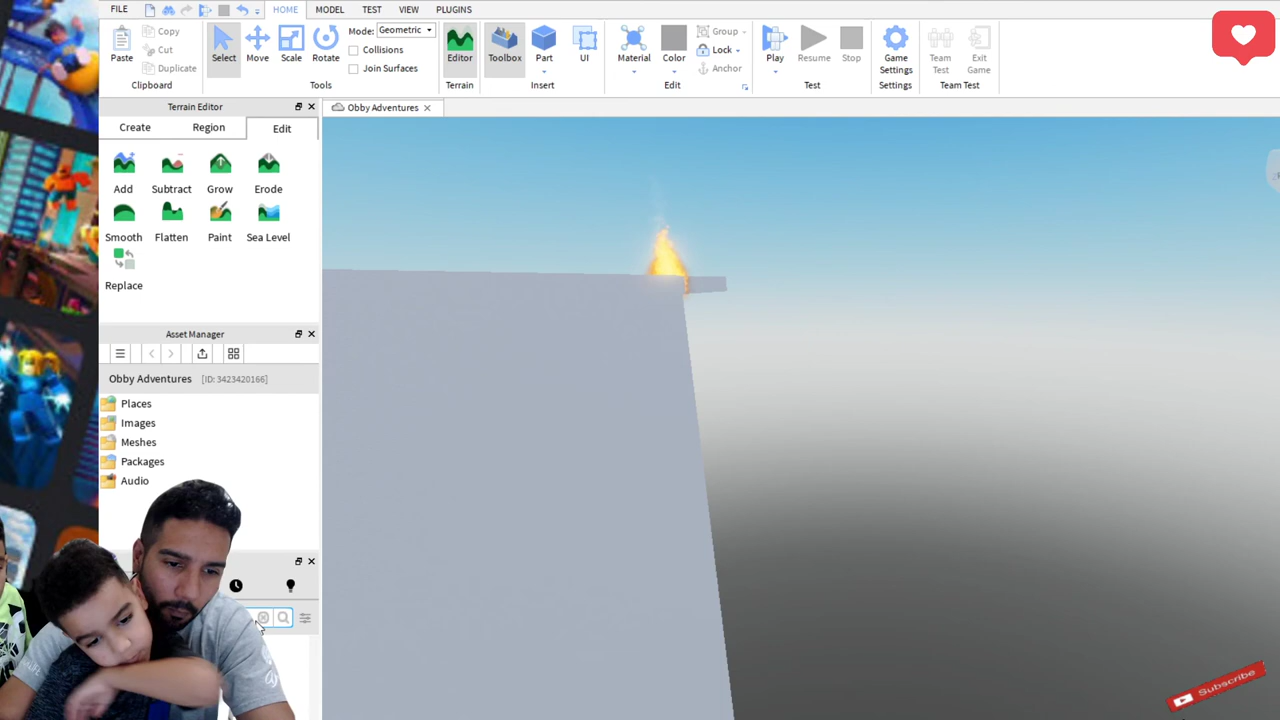 FILE HOME MODEL TEST VIEW PLUGINS
Paste
Copy
Cut
Duplicate
Clipboard
Select Move Scale Rotate
Mode: Geometric
Collisions
Join Surfaces
Tools
Editor
Terrain
Toolbox Part UI
Insert
Material Color
Group
Lock
Anchor
Edit
Play Resume Stop
Test
Game
Settings
Settings
Team
Test
Exit
Game
Team Test
Terrain Editor
Obby Adventures
Create Region Edit
Add Subtract Grow Erode
Smooth Flatten Paint Sea Level
Replace
Asset Manager
Obby Adventures [ID: 3423420166]
Places
Images
Meshes
Packages
Audio
Subscribe